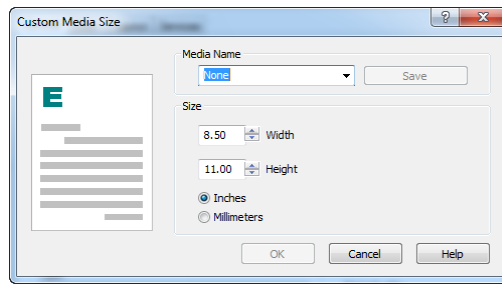 Custom Media Size
?
Media Name
None
Save
E
Size
8.50 Width
11.00 Height
Inches
Millimeters
OK Cancel Help